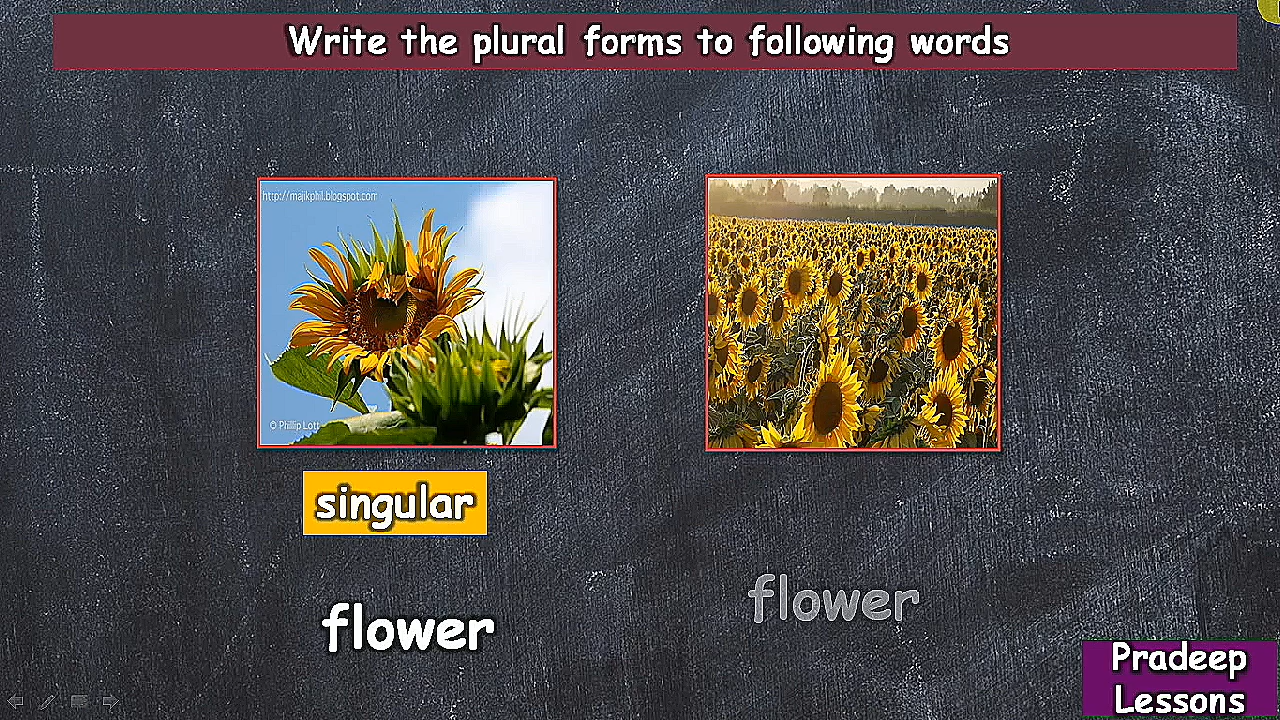 Write the plural forms to following words
http://majikphil.blogspot.com
© Phillip Lott
singular
flower
flower
Pradeep
Lessons